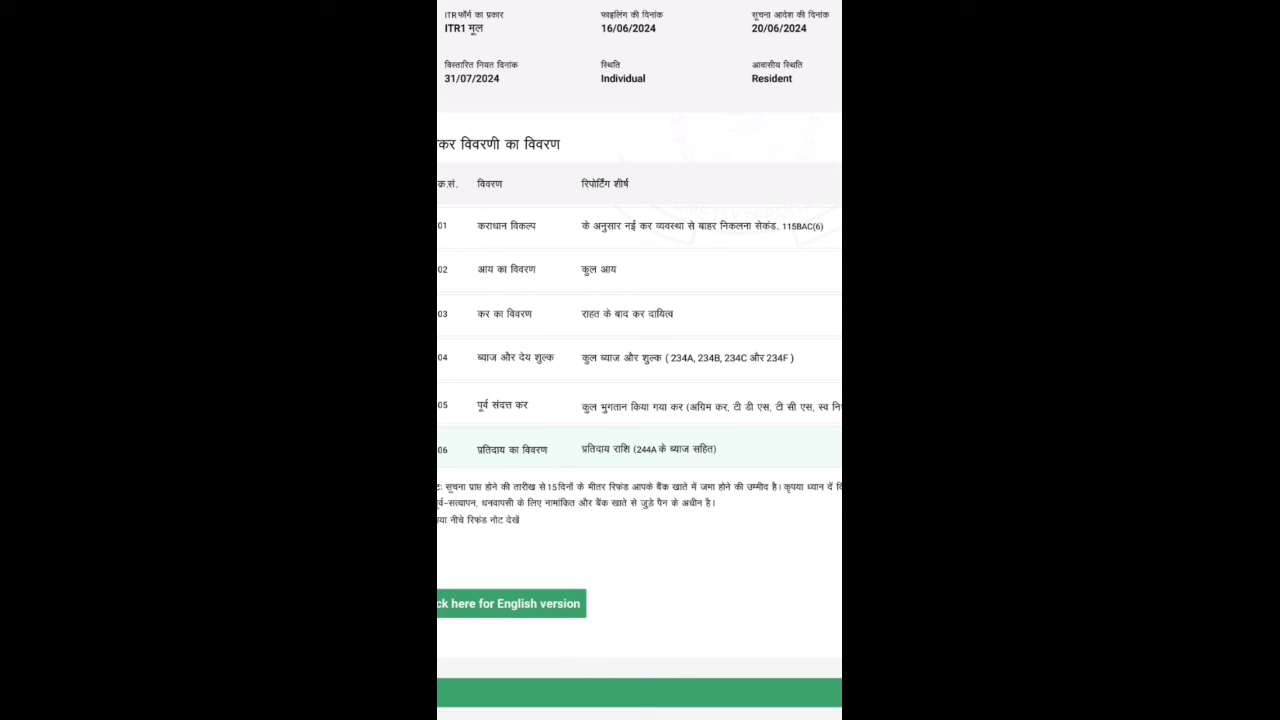 ITR फॉर्म का प्रकार फाइलिंग की दिनांक सूचना आदेश की दिनांक
ITR1 मूल 16/06/2024 20/06/2024
विस्तारित नियत दिनांक स्थिति आवासीय स्थिति
31/07/2024 Individual Resident
कर विवरणी का विवरण
क.सं. विवरण रिपोर्टिंग शीर्ष
01 कराधान विकल्प के अनुसार नई कर व्यवस्था से बाहर निकलना सेकंड. 115BAC(6)
02 आय का विवरण कुल आय
03 कर का विवरण राहत के बाद कर दायित्व
04 ब्याज और देय शुल्क कुल ब्याज और शुल्क ( 234A, 234B, 234C और 234F )
05 पूर्व संदत्त कर कुल भुगतान किया गया कर (अग्रिम कर, टी डी एस, टी सी एस, स्व
06 प्रतिदाय का विवरण प्रतिदाय राशि (244A के ब्याज सहित)
सूचना प्राप्त होने की तारीख से 15 दिनों के भीतर रिफंड आपके बैंक खाते में जमा होने की उम्मीद है। कृपया ध्यान दें
र्व-सत्यापन, धनवापसी के लिए नामांकित और बैंक खाते से जुड़े पैन के अधीन है।
या नीचे रिफंड नोट देखें
ck here for English version